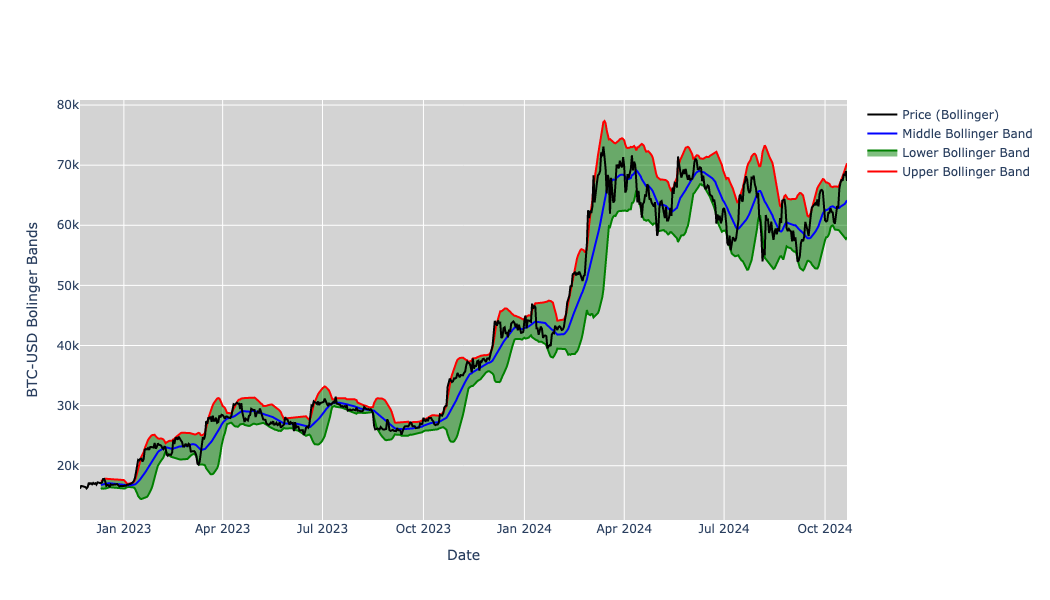 80k
70k
60k
50k
40k
30k
20k
BTC-USD Bolinger Bands
Jan 2023
Apr 2023
Jul 2023
Oct 2023
Jan 2024
Apr 2024
Jul 2024
Oct 2024
Date
Price (Bollinger)
Middle Bollinger Band
Lower Bollinger Band
Upper Bollinger Band